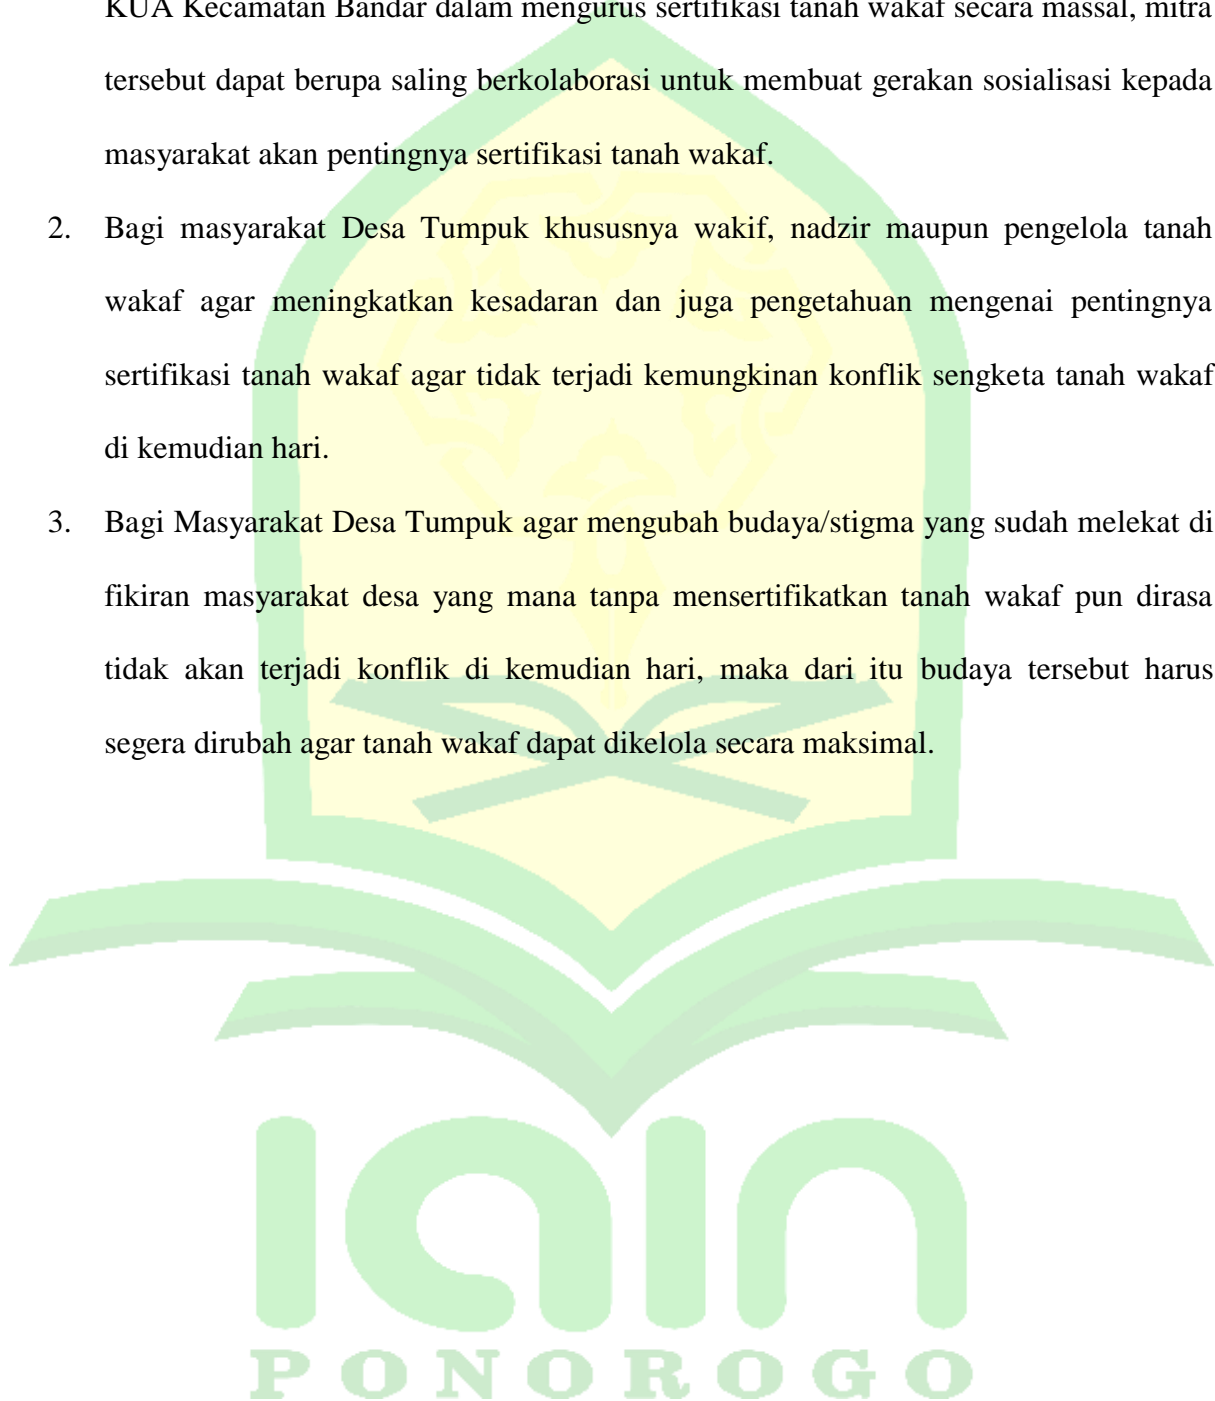 KUA Kecamatan Bandar dalam mengurus sertifikasi tanah wakaf secara massal, mitra
tersebut dapat berupa saling berkolaborasi untuk membuat gerakan sosialisasi kepada
masyarakat akan pentingnya sertifikasi tanah wakaf.
2. Bagi masyarakat Desa Tumpuk khususnya wakif, nadzir maupun pengelola tanah
wakaf agar meningkatkan kesadaran dan juga pengetahuan mengenai pentingnya
sertifikasi tanah wakaf agar tidak terjadi kemungkinan konflik sengketa tanah wakaf
di kemudian hari.
3. Bagi Masyarakat Desa Tumpuk agar mengubah budaya/stigma yang sudah melekat di
fikiran masyarakat desa yang mana tanpa mensertifikatkan tanah wakaf pun dirasa
tidak akan terjadi konflik di kemudian hari, maka dari itu budaya tersebut harus
segera dirubah agar tanah wakaf dapat dikelola secara maksimal.
iain
PONOROGO